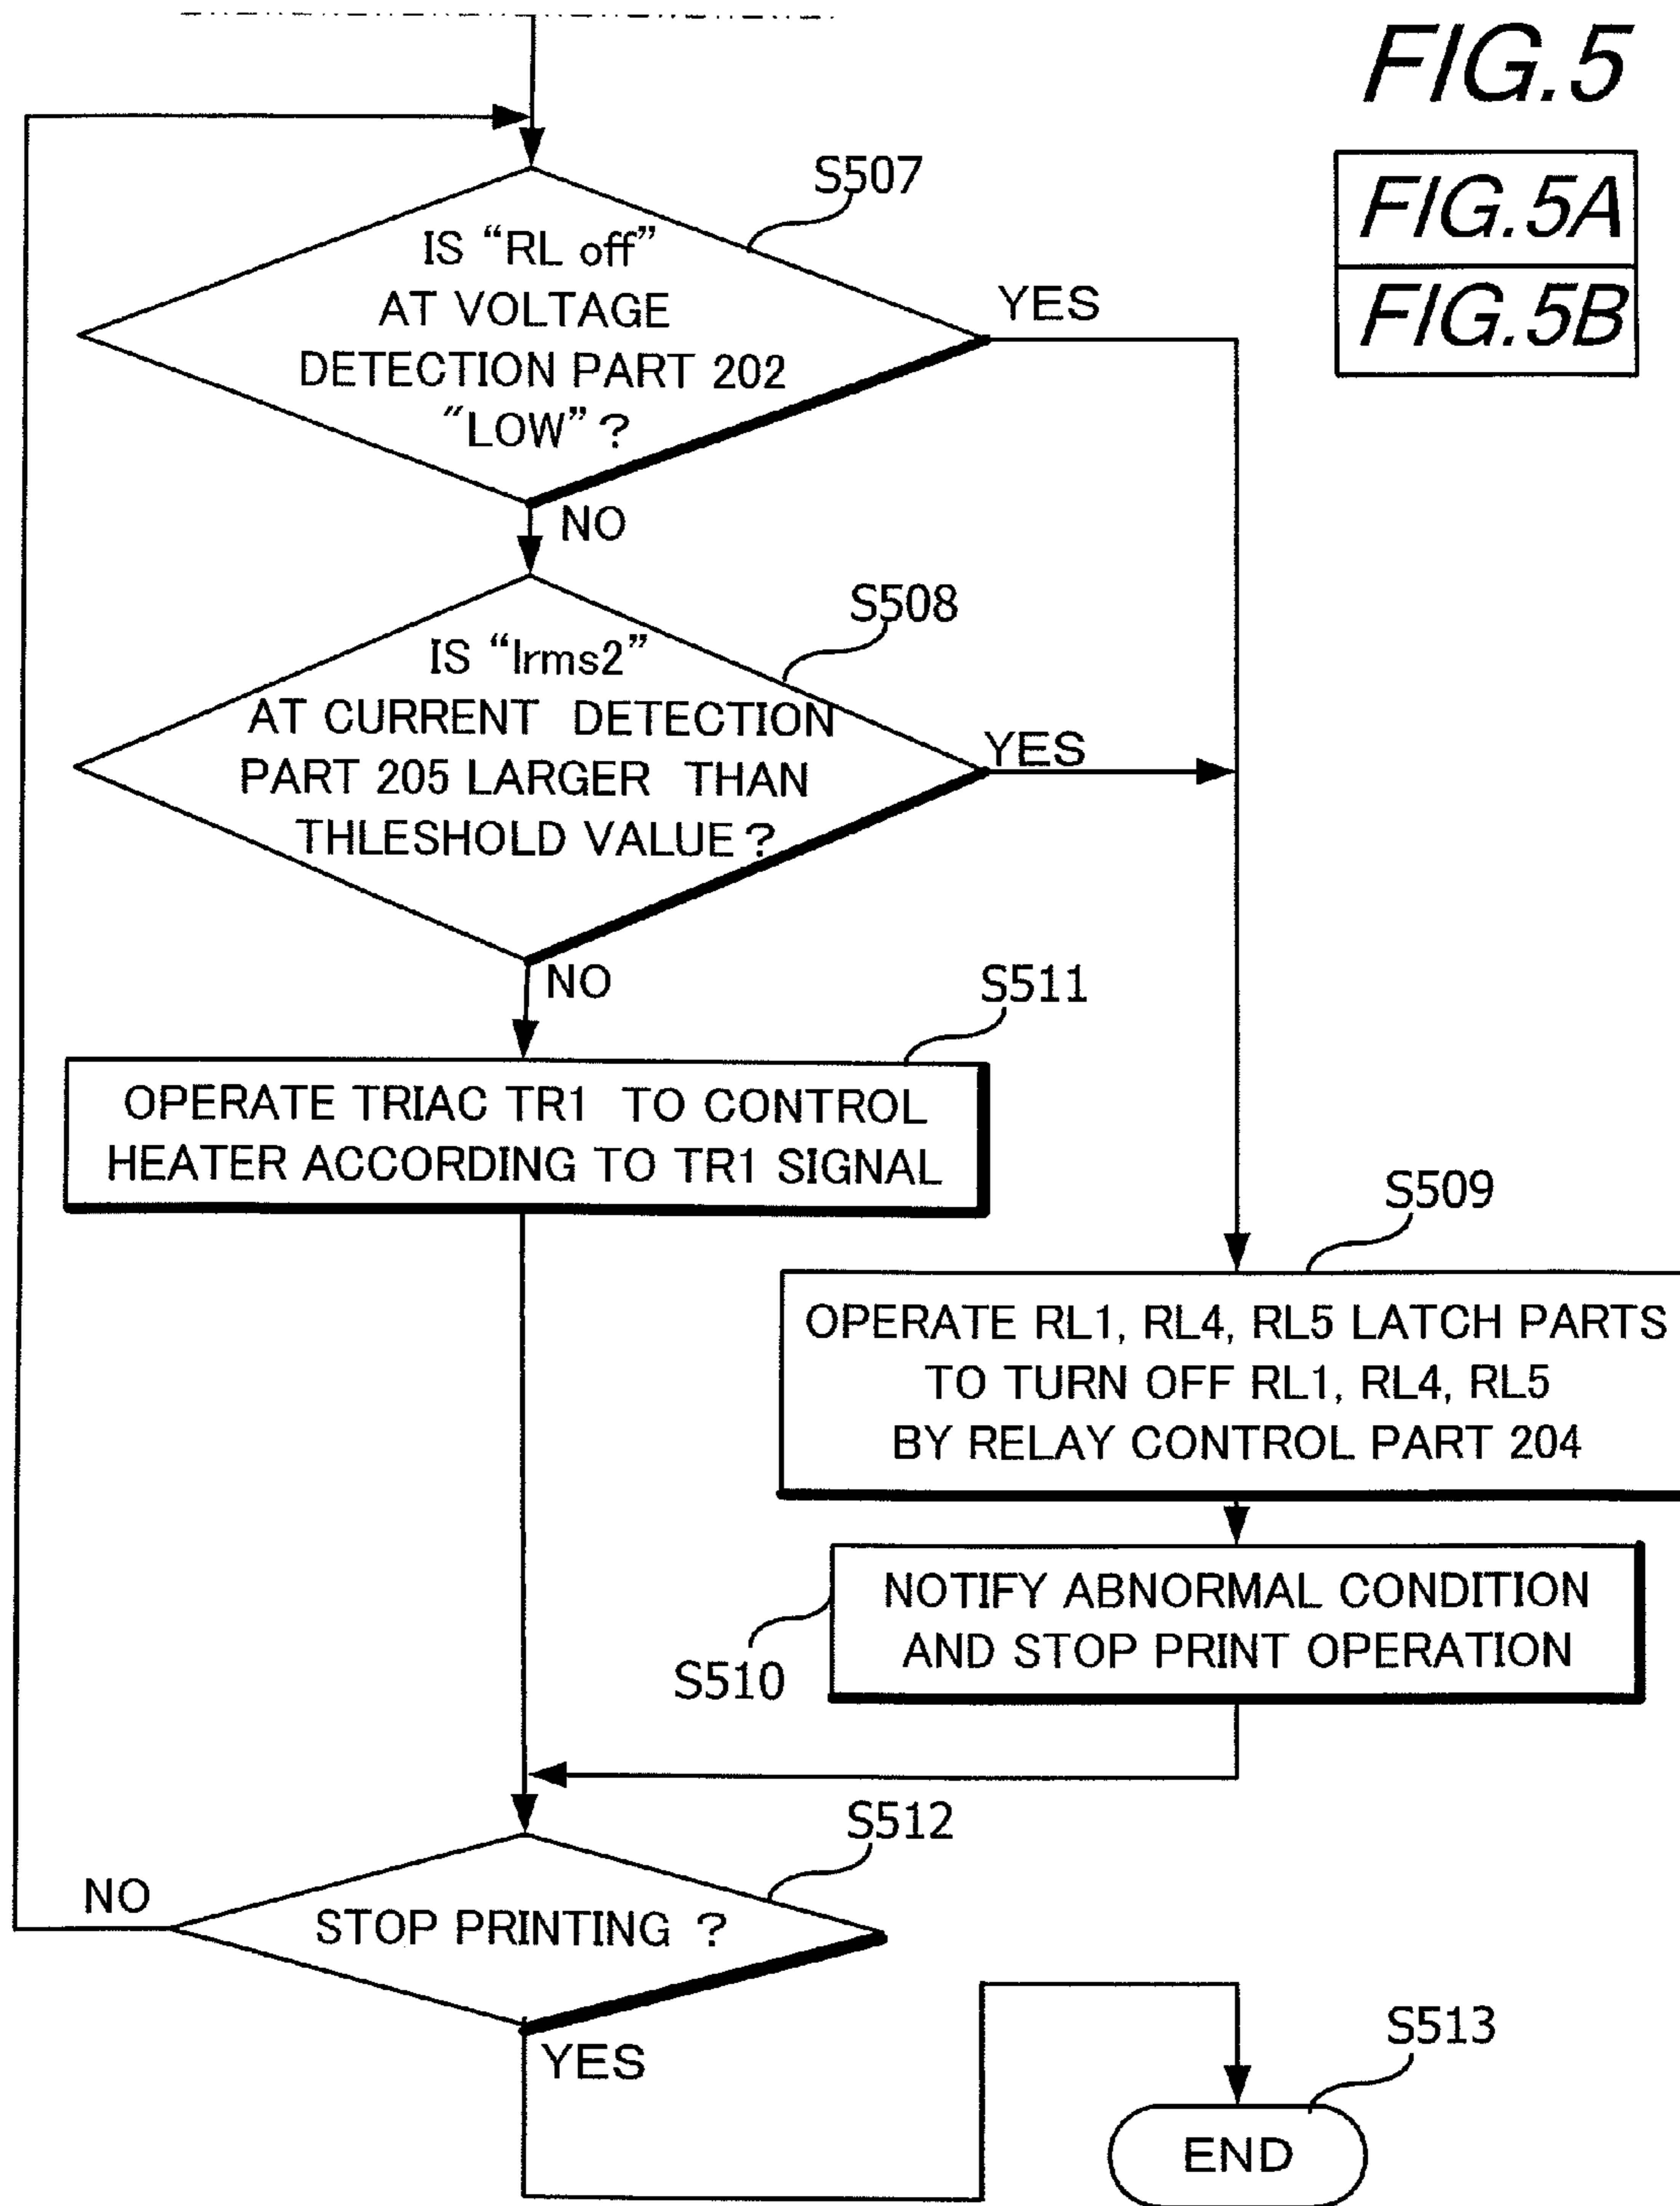 FIG.5
FIG.5A
FIG.5B
S507
IS “RL off”
AT VOLTAGE
DETECTION PART 202
“LOW”?
YES
NO
S508
IS “Irms2”
AT CURRENT DETECTION
PART 205 LARGER THAN
THLESHOLD VALUE?
YES
NO
S511
OPERATE TRIAC TR1 TO CONTROL
HEATER ACCORDING TO TR1 SIGNAL
S509
OPERATE RL1, RL4, RL5 LATCH PARTS
TO TURN OFF RL1, RL4, RL5
BY RELAY CONTROL PART 204
NOTIFY ABNORMAL CONDITION
AND STOP PRINT OPERATION
S510
S512
NO
STOP PRINTING ?
YES
S513
END